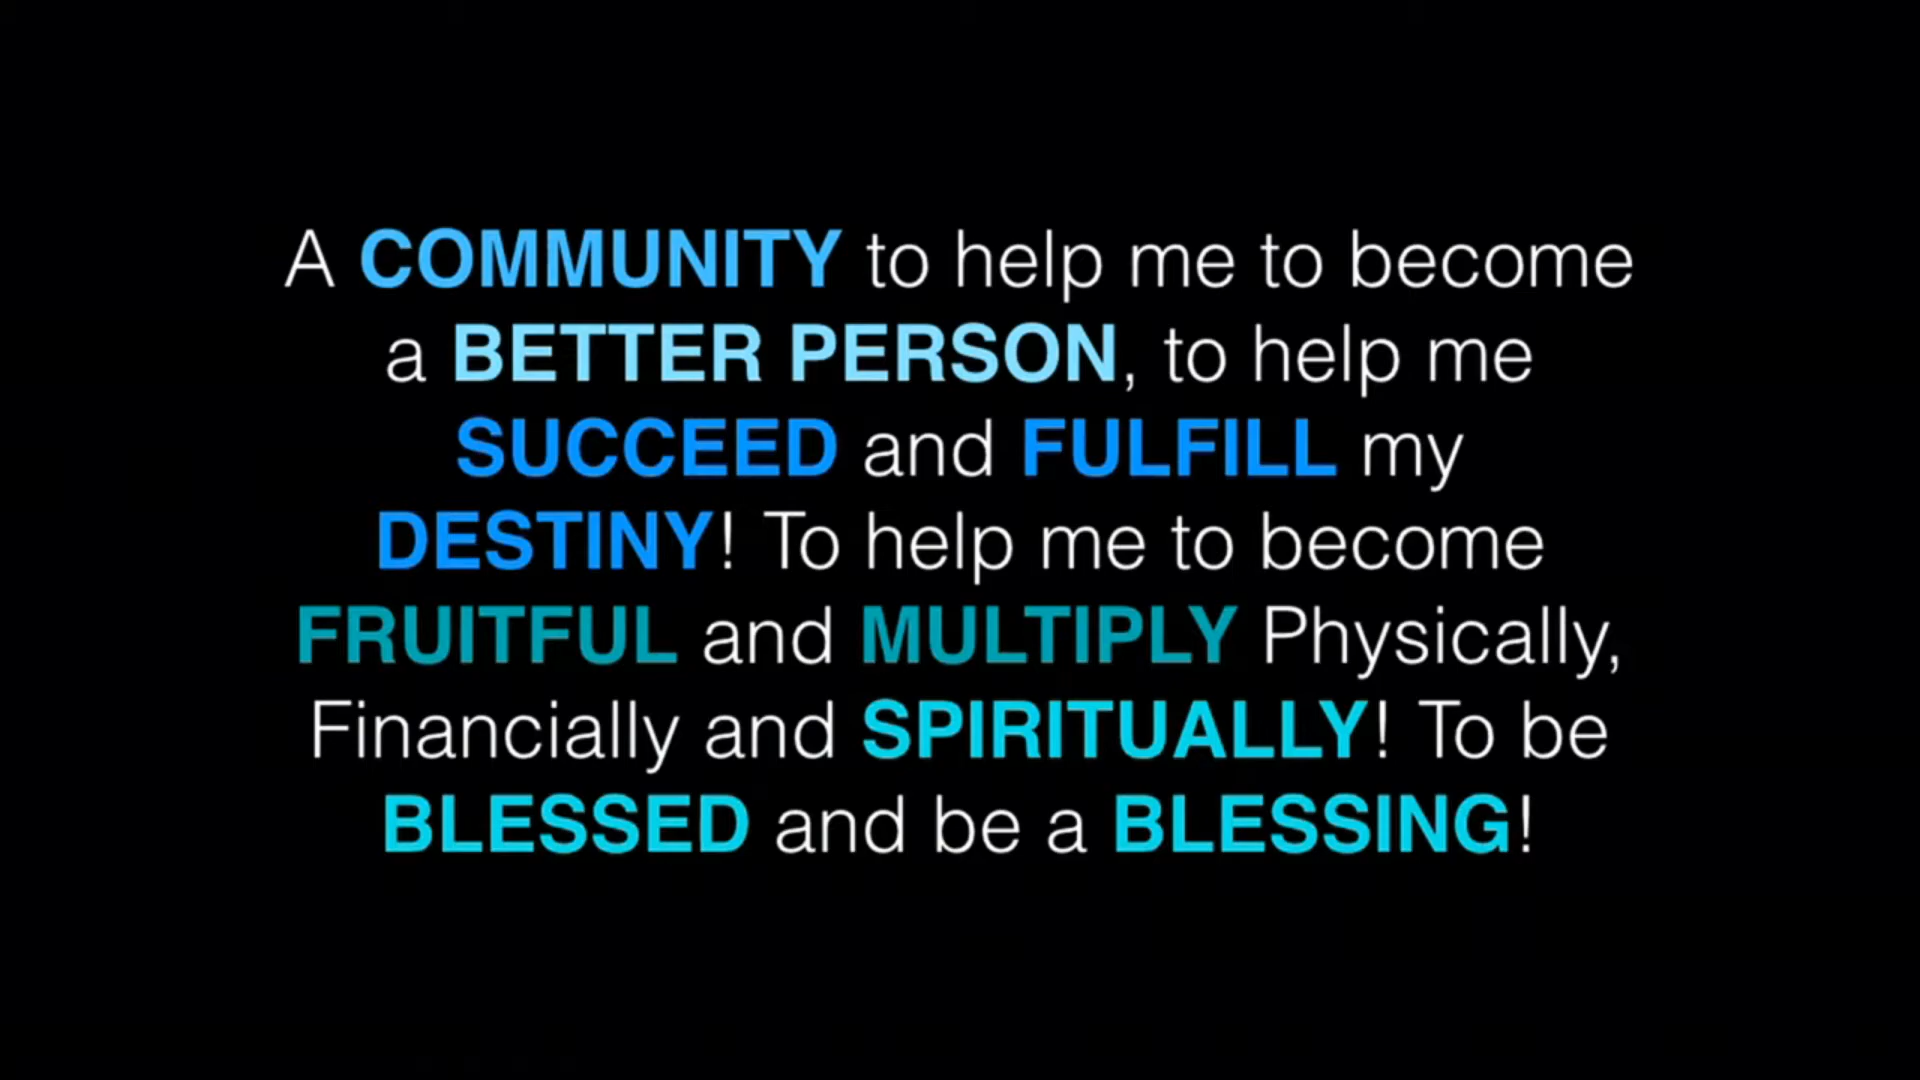 A COMMUNITY to help me to become
a BETTER PERSON, to help me
SUCCEED and FULFILL my
DESTINY! To help me to become
FRUITFUL and MULTIPLY Physically,
Financially and SPIRITUALLY! To be
BLESSED and be a BLESSING!